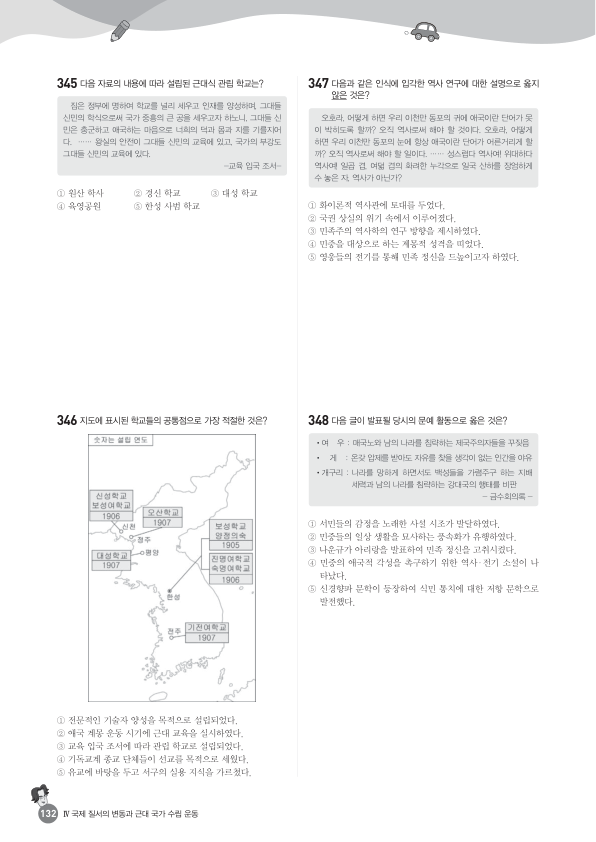 345 다음 자료의 내용에 따라 설립된 근대식 관립 학교는?
짐은 정부에 명하여 학교를 널리 세우고 인재를 양성하며, 그대들
신민의 학식으로써 국가 중흥의 큰 공을 세우고자 하노니, 그대들 신
민은 충군하고 애국하는 마음으로 너희의 덕과 몸과 지를 기를지어
다. …… 왕실의 안전이 그대들 신민의 교육에 있고, 국가의 부강도
그대들 신민의 교육에 있다.
-교육 입국 조서-
① 원산 학사 ② 경신 학교 ③ 대성 학교
④ 육영공원 ⑤ 한성 사범 학교
346 지도에 표시된 학교들의 공통점으로 가장 적절한 것은?
숫자는 설립 연도
신성학교
보성여학교
1906
오산학교
1907
신천
정주
대성학교
1907
평양
보성학교
양정의숙
1905
진명여학교
숙명여학교
1906
한성
기전여학교
1907
전주
① 전문적인 기술자 양성을 목적으로 설립되었다.
② 애국 계몽 운동 시기에 근대 교육을 실시하였다.
③ 교육 입국 조서에 따라 관립 학교로 설립되었다.
④ 기독교계 종교 단체들이 선교를 목적으로 세웠다.
⑤ 유교에 바탕을 두고 서구의 실용 지식을 가르쳤다.
347 다음과 같은 인식에 입각한 역사 연구에 대한 설명으로 옳지
않은 것은?
오호라, 어떻게 하면 우리 이천만 동포의 귀에 애국이란 단어가 못
이 박히도록 할까? 오직 역사로써 해야 할 것이다. 오호라, 어떻게
하면 우리 이천만 동포의 눈에 항상 애국이란 단어가 어른거리게 할
까? 오직 역사로써 해야 할 일이다. …… 성스럽다 역사여! 위대하다
역사여! 일곱 겹, 여덟 겹의 화려한 누각으로 일국 산하를 장엄하게
수 놓은 자, 역사가 아닌가?
① 화이론적 역사관에 토대를 두었다.
② 국권 상실의 위기 속에서 이루어졌다.
③ 민족주의 역사학의 연구 방향을 제시하였다.
④ 민중을 대상으로 하는 계몽적 성격을 띠었다.
⑤ 영웅들의 전기를 통해 민족 정신을 드높이고자 하였다.
348 다음 글이 발표될 당시의 문예 활동으로 옳은 것은?
• 여 우 : 매국노와 남의 나라를 침략하는 제국주의자들을 꾸짖음
• 게 : 온갖 압제를 받아도 자유를 찾을 생각이 없는 인간을 야유
• 개구리 : 나라를 망하게 하면서도 백성들을 가렴주구 하는 지배
세력과 남의 나라를 침략하는 강대국의 행태를 비판
– 금수회의록 –
① 서민들의 감정을 노래한 사설 시조가 발달하였다.
② 민중들의 일상 생활을 묘사하는 풍속화가 유행하였다.
③ 나운규가 아리랑을 발표하여 민족 정신을 고취시켰다.
④ 민중의 애국적 각성을 촉구하기 위한 역사·전기 소설이 나
타났다.
⑤ 신경향파 문학이 등장하여 식민 통치에 대한 저항 문학으로
발전했다.
132 Ⅳ 국제 질서의 변동과 근대 국가 수립 운동